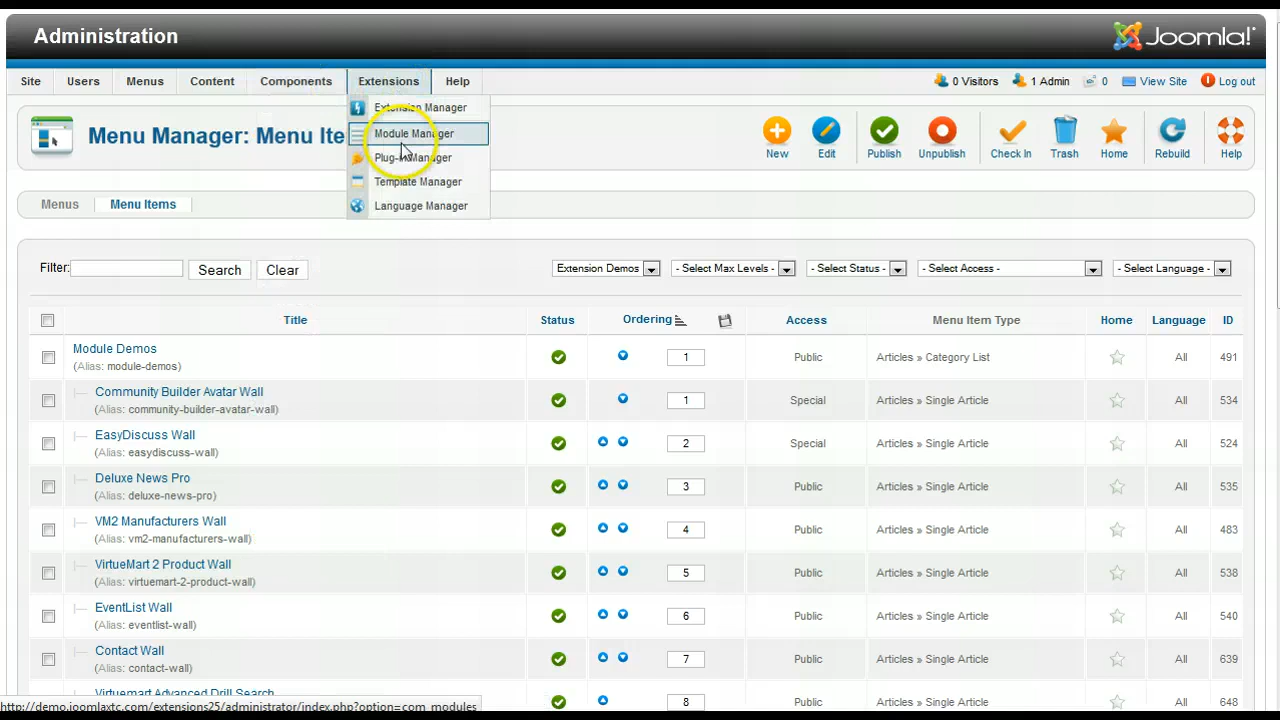 Administration
Joomla!
Site Users Menus Content Components Extensions Help
0 Visitors 1 Admin 0 View Site Log out
Extension Manager
Module Manager
Plug-in Manager
Template Manager
Language Manager
Menu Manager: Menu Ite
New Edit Publish Unpublish Check In Trash Home Rebuild Help
Menus Menu Items
Filter: Search Clear
Extension Demos - Select Max Levels - - Select Status - - Select Access - - Select Language -
Title Status Ordering Access Menu Item Type Home Language ID
Module Demos
(Alias: module-demos)
1 Public Articles » Category List All 491
Community Builder Avatar Wall
(Alias: community-builder-avatar-wall)
1 Special Articles » Single Article All 534
EasyDiscuss Wall
(Alias: easydiscuss-wall)
2 Special Articles » Single Article All 524
Deluxe News Pro
(Alias: deluxe-news-pro)
3 Public Articles » Single Article All 535
VM2 Manufacturers Wall
(Alias: vm2-manufacturers-wall)
4 Public Articles » Single Article All 483
VirtueMart 2 Product Wall
(Alias: virtuemart-2-product-wall)
5 Public Articles » Single Article All 538
EventList Wall
(Alias: eventlist-wall)
6 Public Articles » Single Article All 540
Contact Wall
(Alias: contact-wall)
7 Public Articles » Single Article All 639
Virtuemart Advanced Drill Search
8 Public Articles » Single Article All 648
http://demo.joomlaxtc.com/extensions25/administrator/index.php?option=com_modules